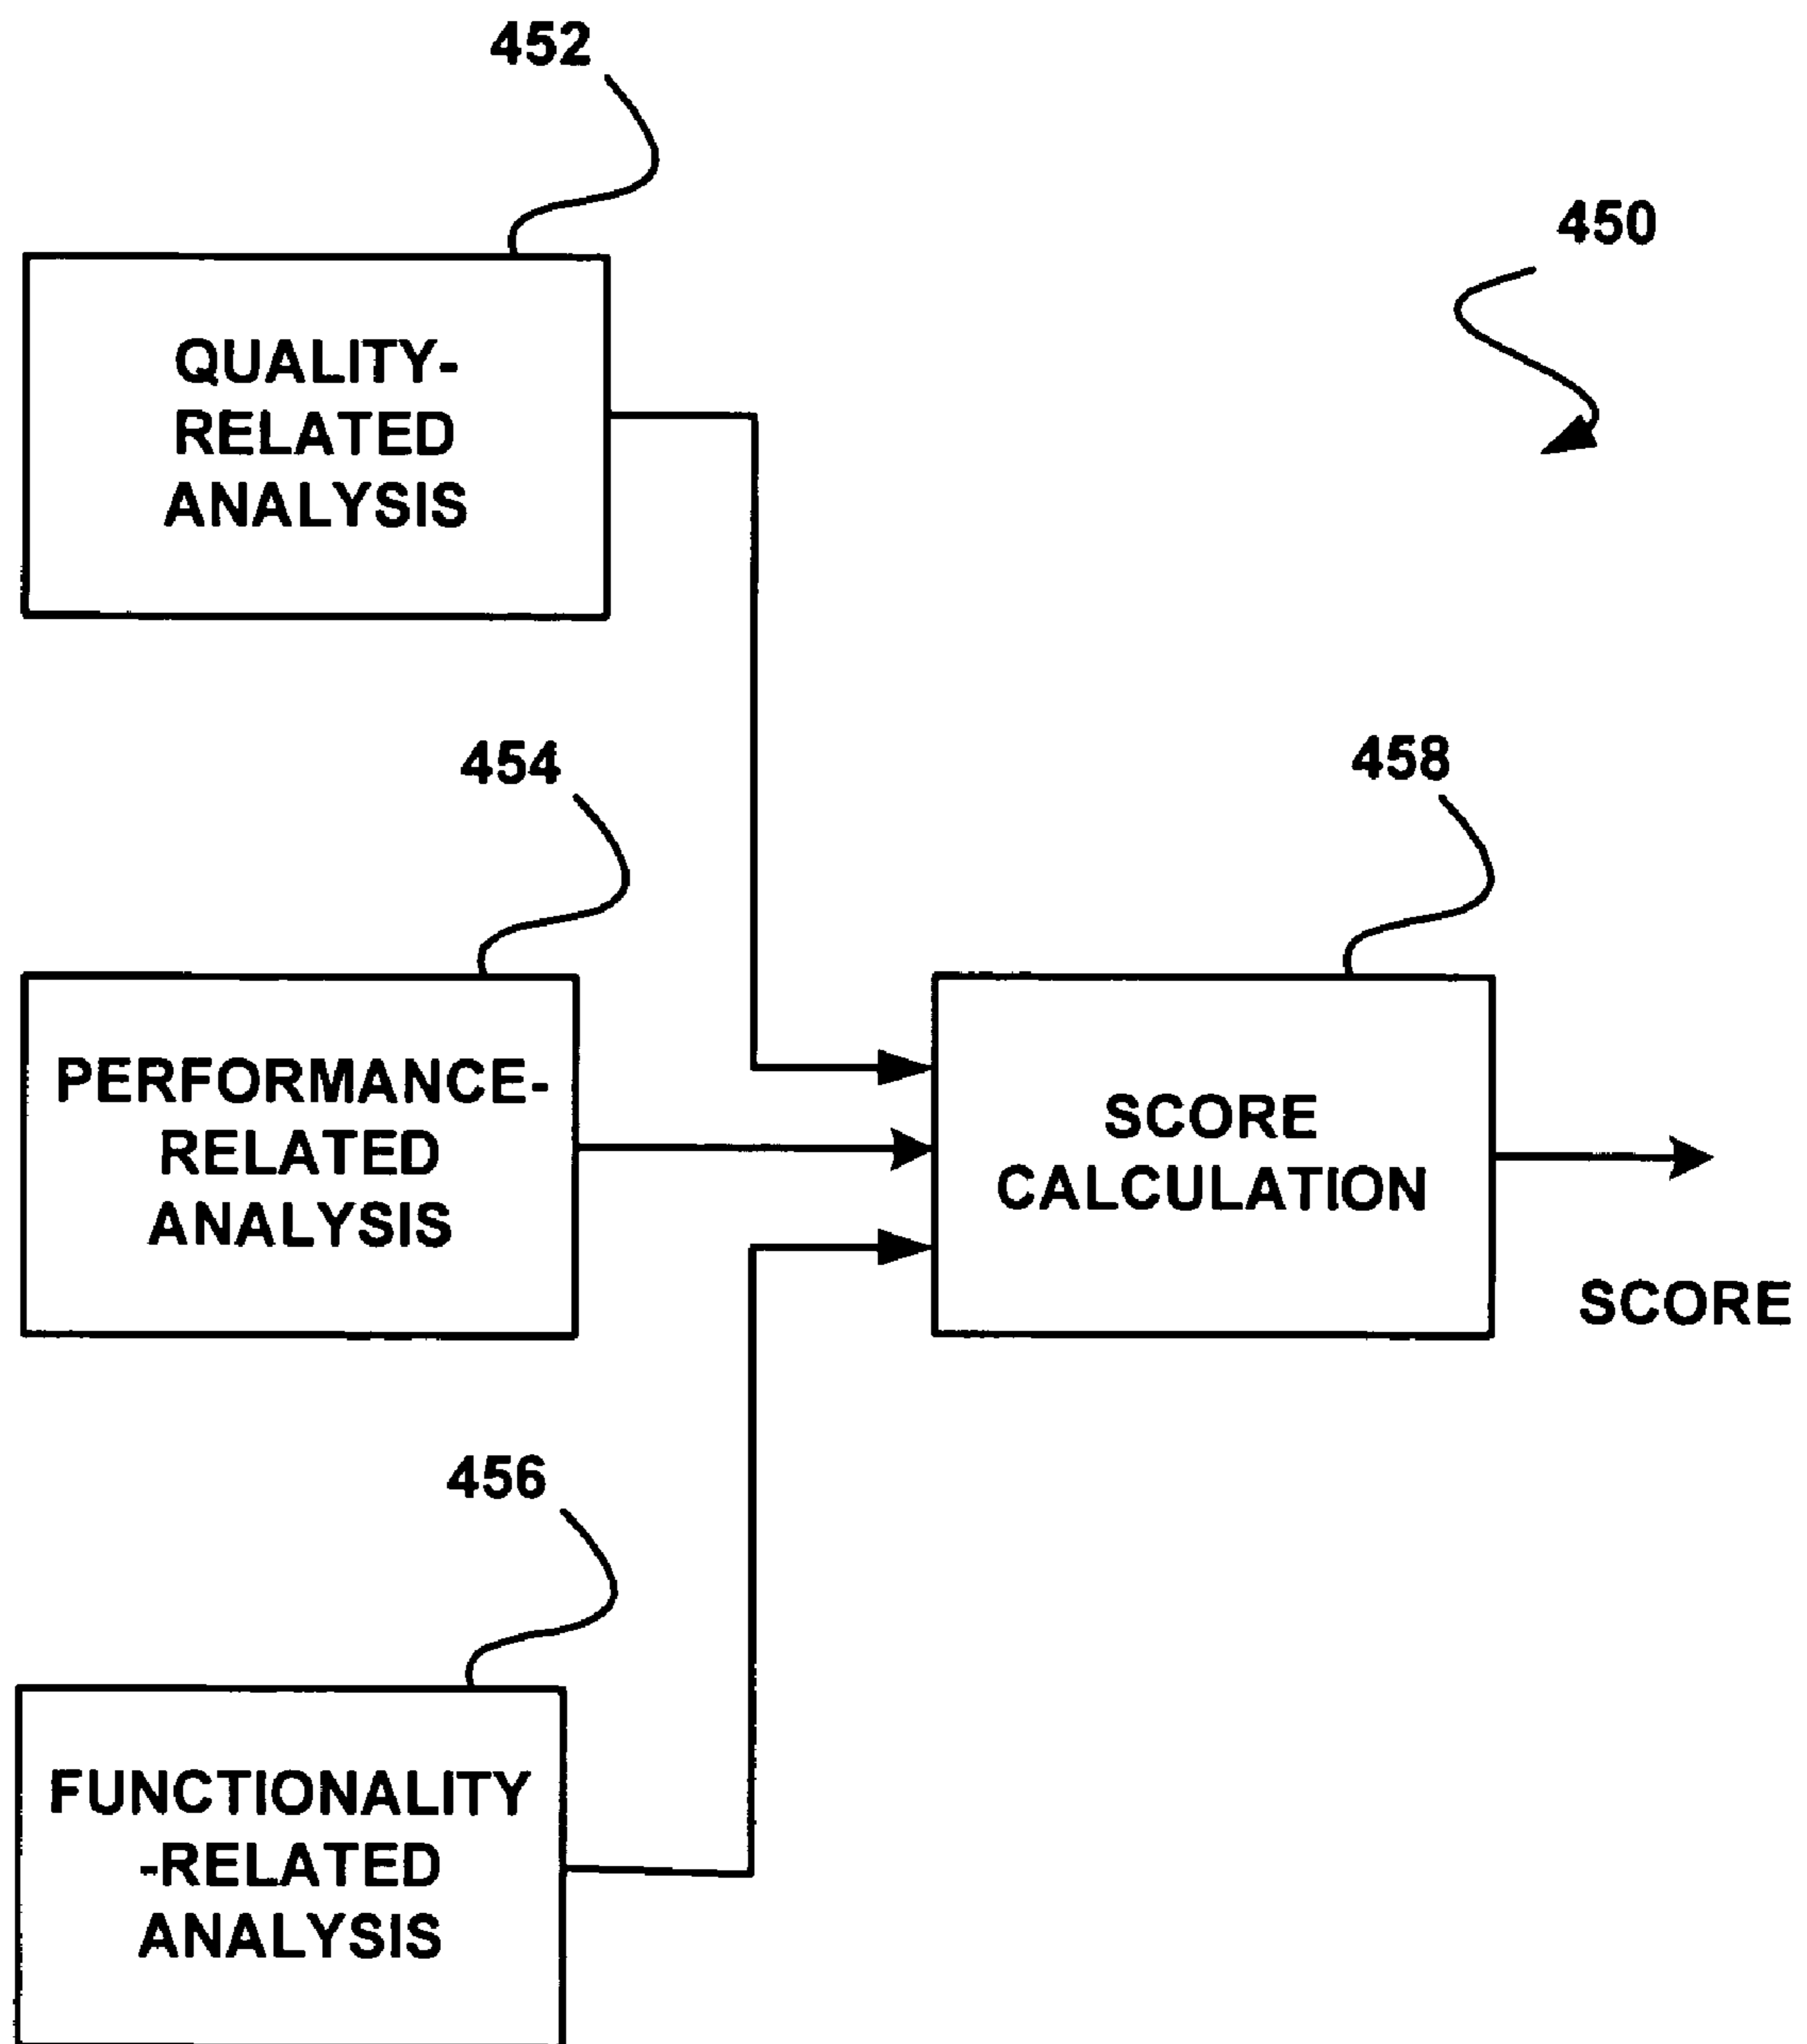 452
450
QUALITY-
RELATED
ANALYSIS
454
458
PERFORMANCE-
RELATED
ANALYSIS
SCORE
CALCULATION
SCORE
456
FUNCTIONALITY
-RELATED
ANALYSIS